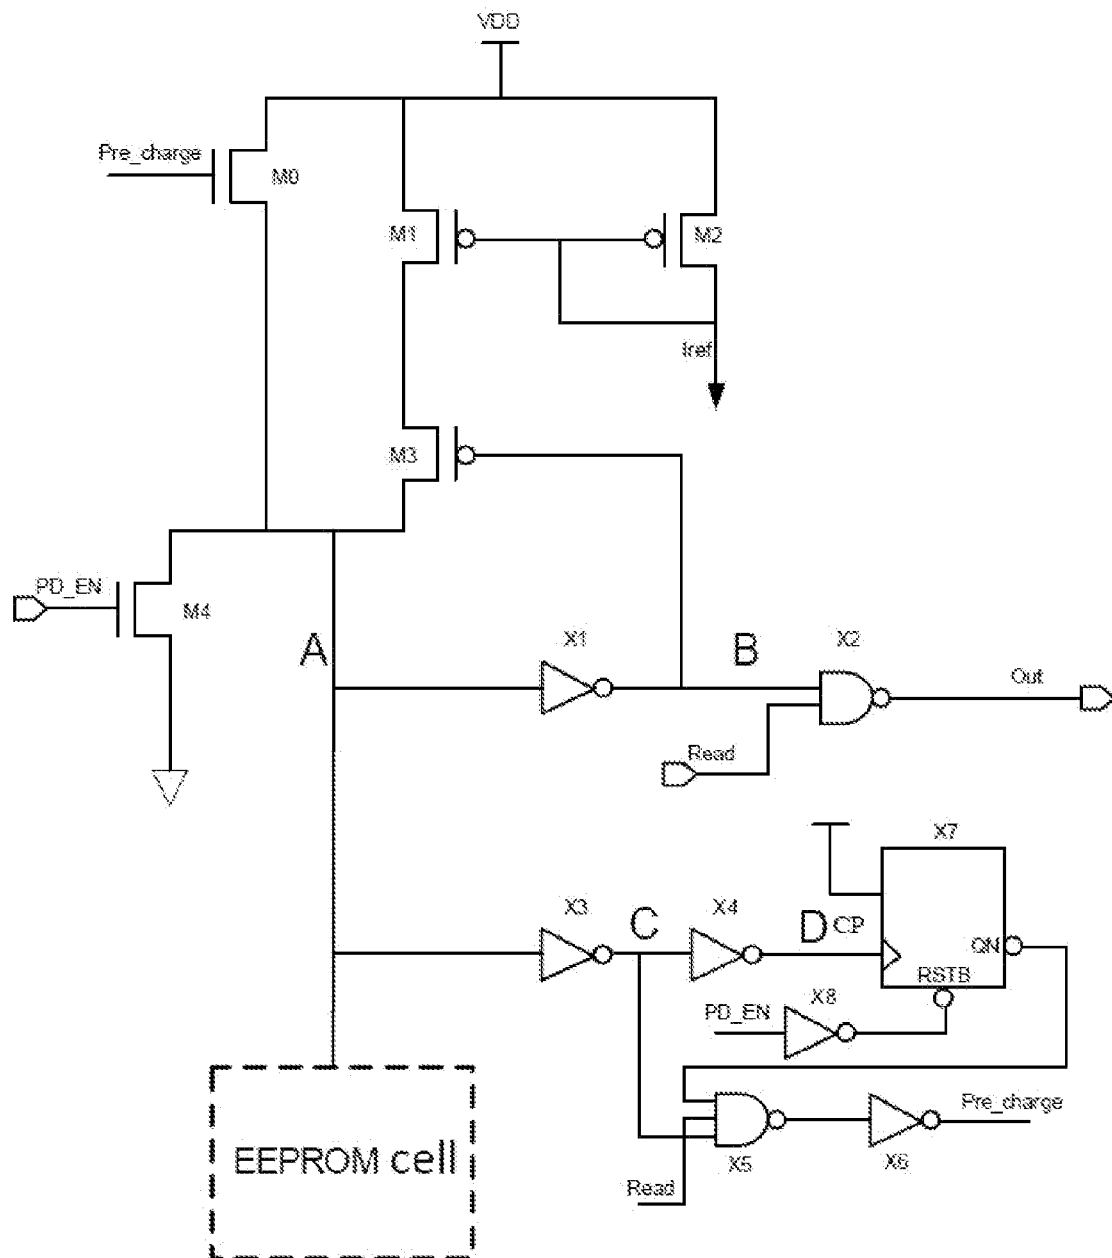 VDD
Pre_charge
M0
M1
M2
Iref
M3
PD_EN
M4
A
X1
B
X2
Out
Read
X7
X3
C
X4
D
CP
QN
RSTB
PD_EN
X8
Pre_charge
X5
X6
Read
EEPROM cell